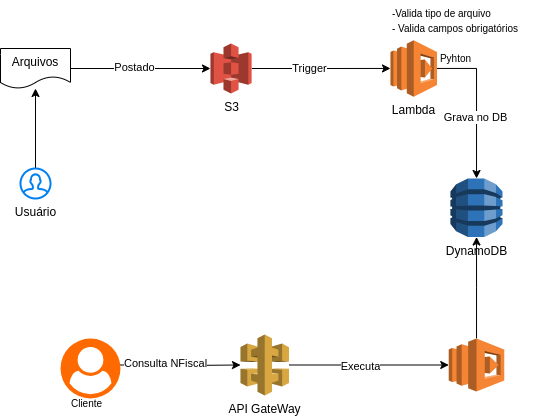 -Valida tipo de arquivo
- Valida campos obrigatórios
Arquivos
Postado
Trigger
Pyhton
S3
Lambda
Grava no DB
Usuário
DynamoDB
Consulta NFiscal
Executa
Cliente
API GateWay